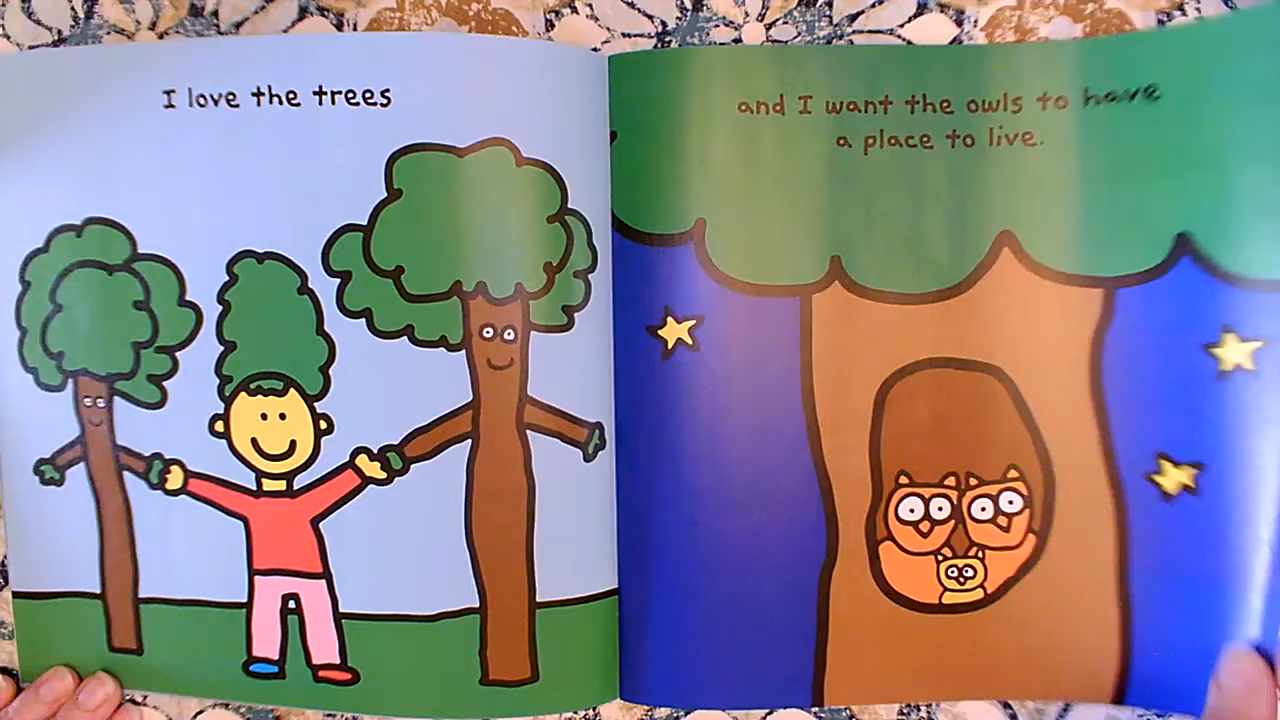 I love the trees
and I want the owls to have
a place to live.